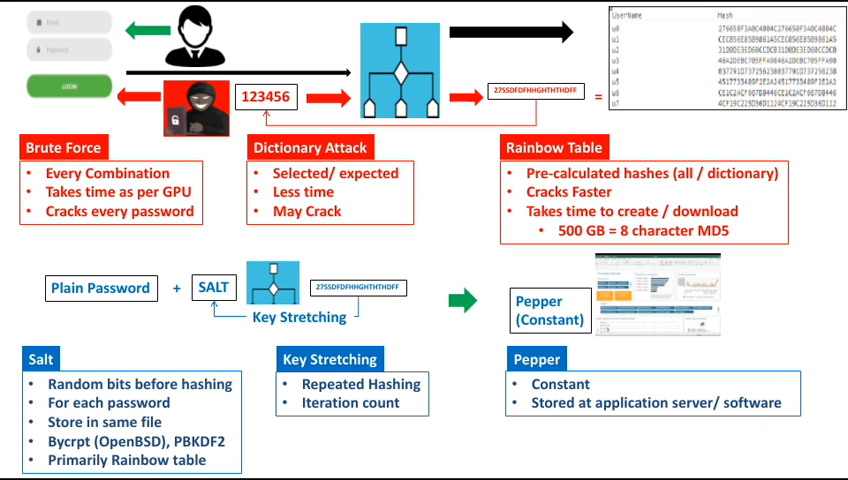 Email
Password
LOGIN
123456
27SSDFDFHHGHTHTHDFF
=
UserName Hash
u0
u1
u2
u3
u4
u5
u6
u7
Brute Force
• Every Combination
• Takes time as per GPU
• Cracks every password
Dictionary Attack
• Selected/ expected
• Less time
• May Crack
Rainbow Table
• Pre-calculated hashes (all / dictionary)
• Cracks Faster
• Takes time to create / download
• 500 GB = 8 character MD5
Plain Password + SALT
27SSDFDFHHGHTHTHDFF
Key Stretching
Pepper
(Constant)
Salt
• Random bits before hashing
• For each password
• Store in same file
• Bycrpt (OpenBSD), PBKDF2
• Primarily Rainbow table
Key Stretching
• Repeated Hashing
• Iteration count
Pepper
• Constant
• Stored at application server/ software